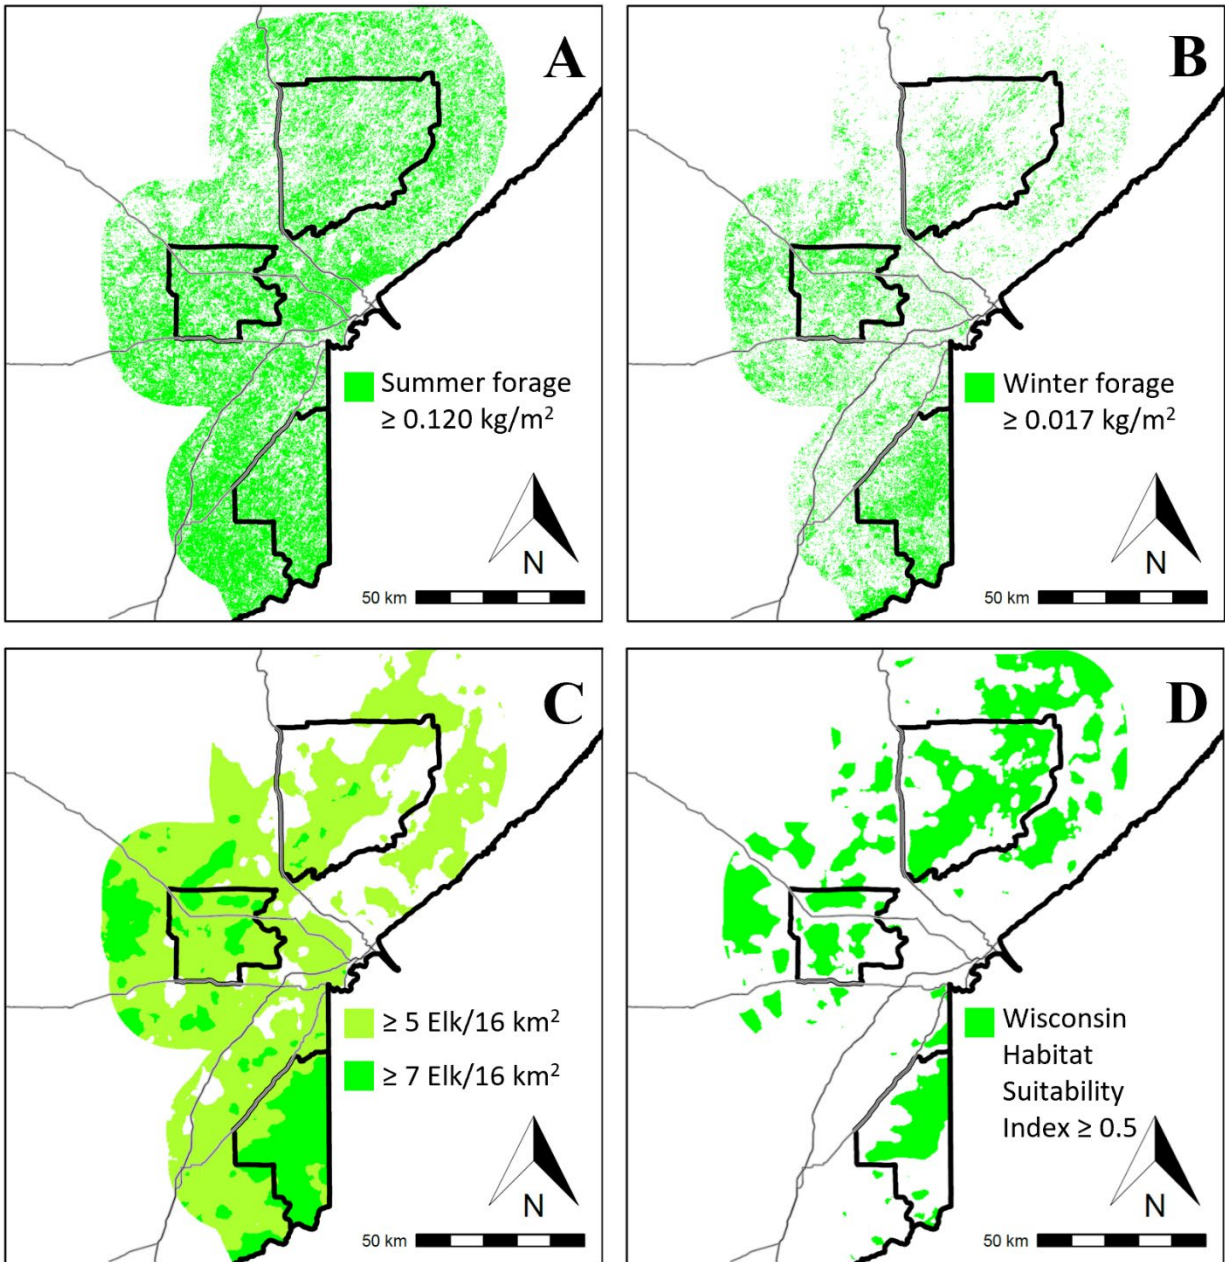 A
Summer forage
≥ 0.120 kg/m²
N
50 km
B
Winter forage
≥ 0.017 kg/m²
N
50 km
C
≥ 5 Elk/16 km²
≥ 7 Elk/16 km²
N
50 km
D
Wisconsin
Habitat
Suitability
Index ≥ 0.5
N
50 km